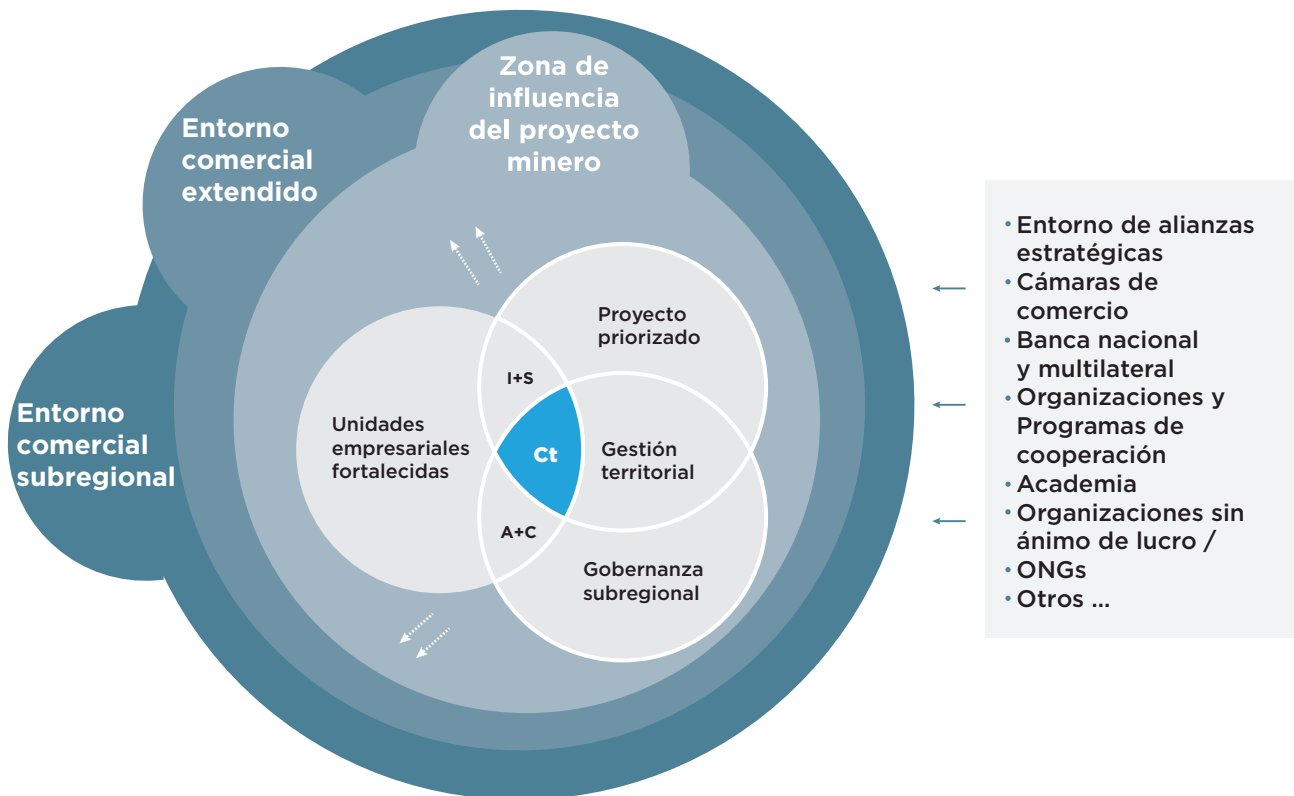 Zona de
influencia
del proyecto
minero
Entorno
comercial
extendido
Entorno
comercial
subregional
Proyecto
priorizado
I+S
Unidades
empresariales
fortalecidas
Ct
Gestión
territorial
A+C
Gobernanza
subregional
• Entorno de alianzas
estratégicas
• Cámaras de
comercio
• Banca nacional
y multilateral
• Organizaciones y
Programas de
cooperación
• Academia
• Organizaciones sin
ánimo de lucro /
• ONGs
• Otros ...